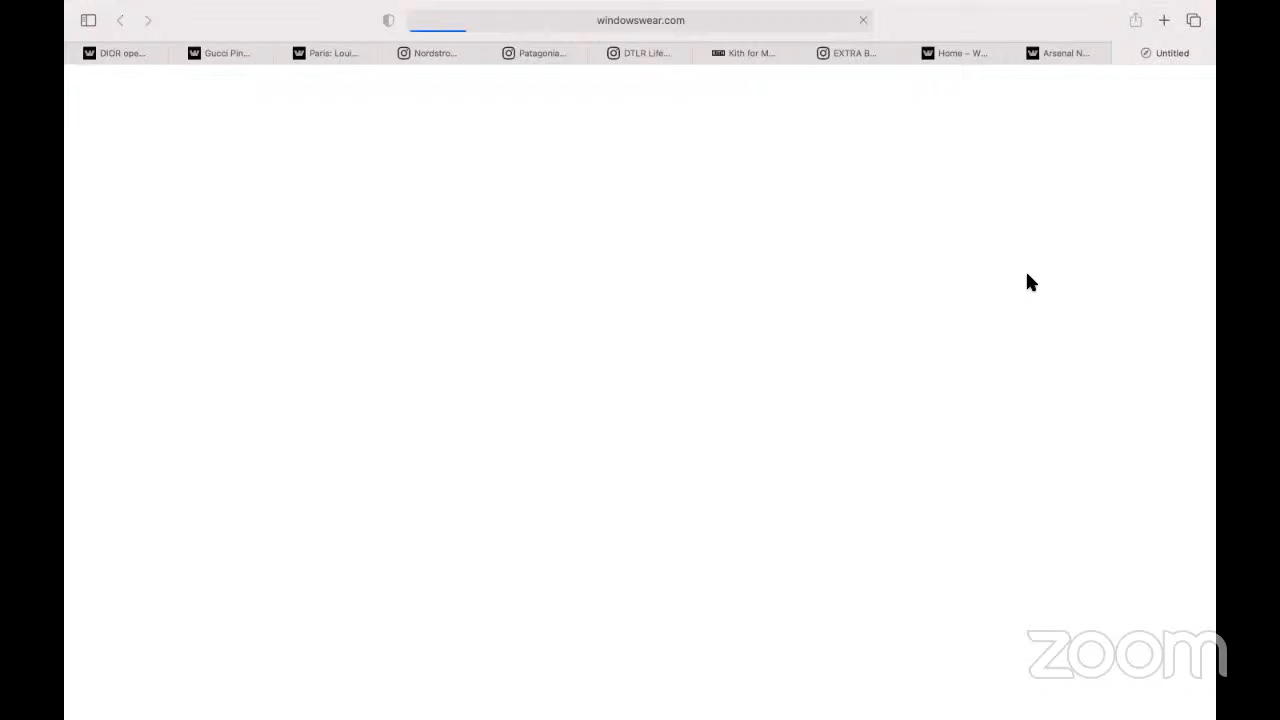 windowswear.com
DIOR ope...
Gucci Pin...
Paris: Loui...
Nordstro...
Patagonia...
DTLR Life...
KITH
Kith for M...
EXTRA B...
Home – W...
Arsenal N...
Untitled
zoom